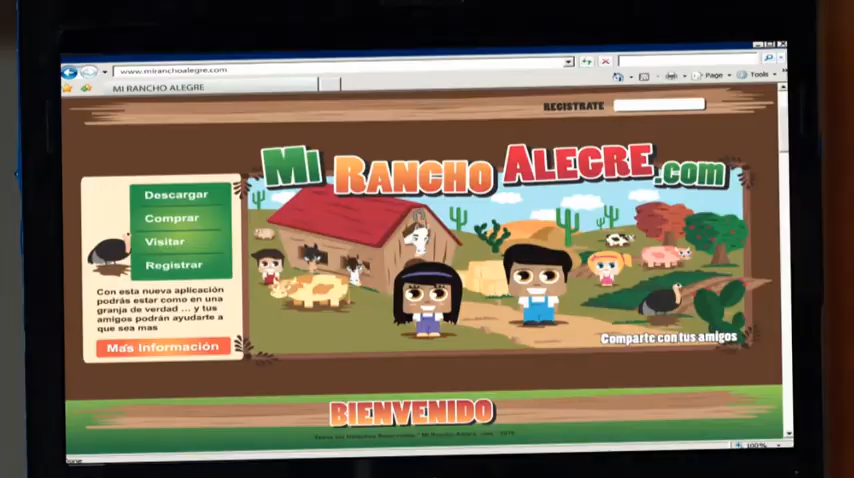 www.miranchoalegre.com
Page
Tools
MI RANCHO ALEGRE
REGISTRATE
MI RANCHO ALEGRE.com
Descargar
Comprar
Visitar
Registrar
Con esta nueva aplicación
podrás estar como en una
granja de verdad ... y tus
amigos podrán ayudarte a
que sea mas
Más Información
Comparte con tus amigos
BIENVENIDO
100%